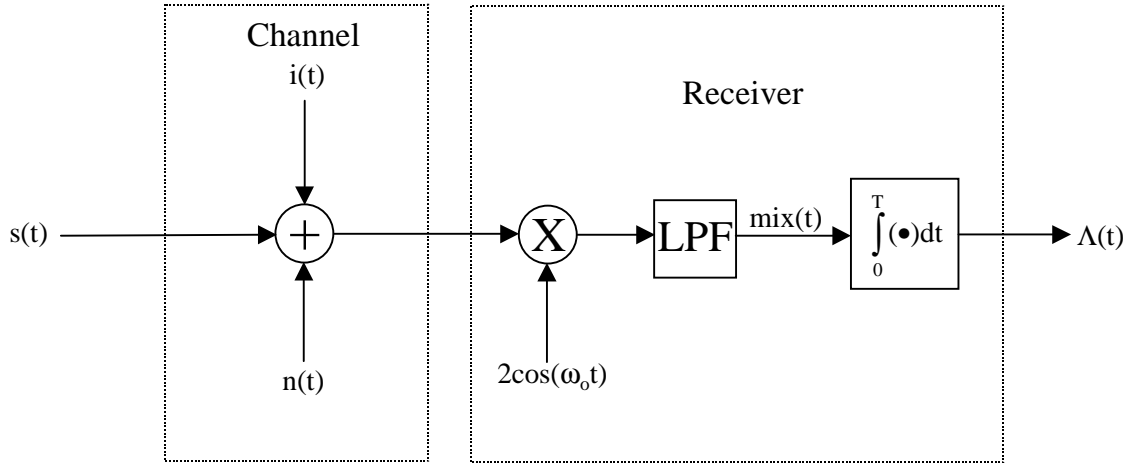 Channel
i(t)
Receiver
s(t)
+
X
LPF
mix(t)
T
∫(•)dt
0
Λ(t)
n(t)
2cos(ω₀t)